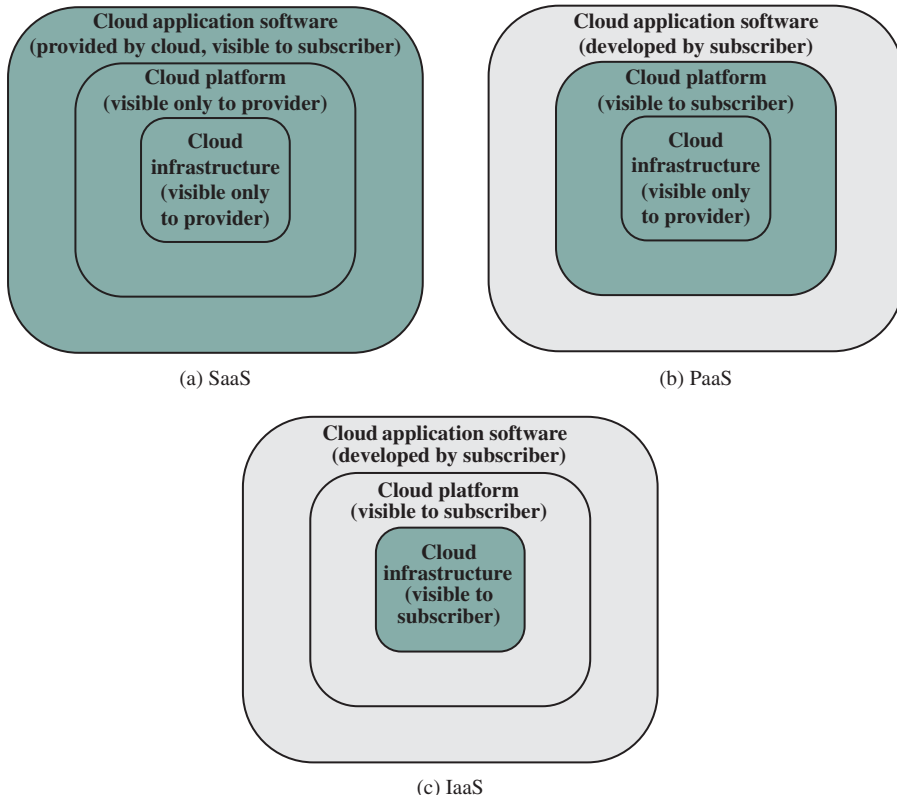 Cloud application software
(provided by cloud, visible to subscriber)
Cloud platform
(visible only to provider)
Cloud
infrastructure
(visible only
to provider)
(a) SaaS
Cloud application software
(developed by subscriber)
Cloud platform
(visible to subscriber)
Cloud
infrastructure
(visible only
to provider)
(b) PaaS
Cloud application software
(developed by subscriber)
Cloud platform
(visible to subscriber)
Cloud
infrastructure
(visible to
subscriber)
(c) IaaS